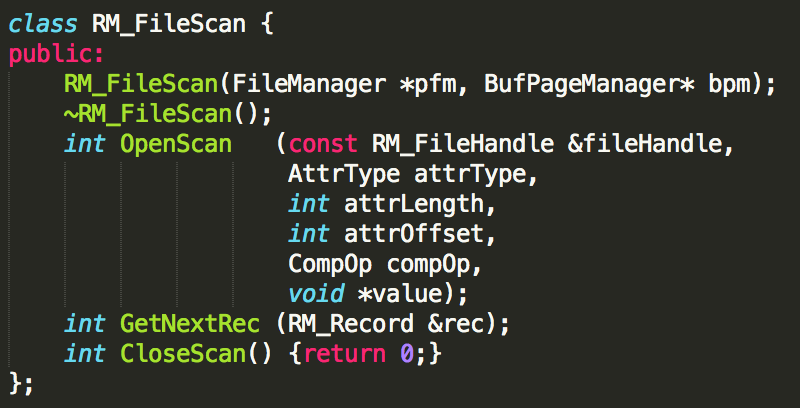 class RM_FileScan {
public:
    RM_FileScan(FileManager *pfm, BufPageManager* bpm);
    ~RM_FileScan();
    int OpenScan   (const RM_FileHandle &fileHandle,
                    AttrType attrType,
                    int attrLength,
                    int attrOffset,
                    CompOp compOp,
                    void *value);
    int GetNextRec (RM_Record &rec);
    int CloseScan() {return 0;}
};